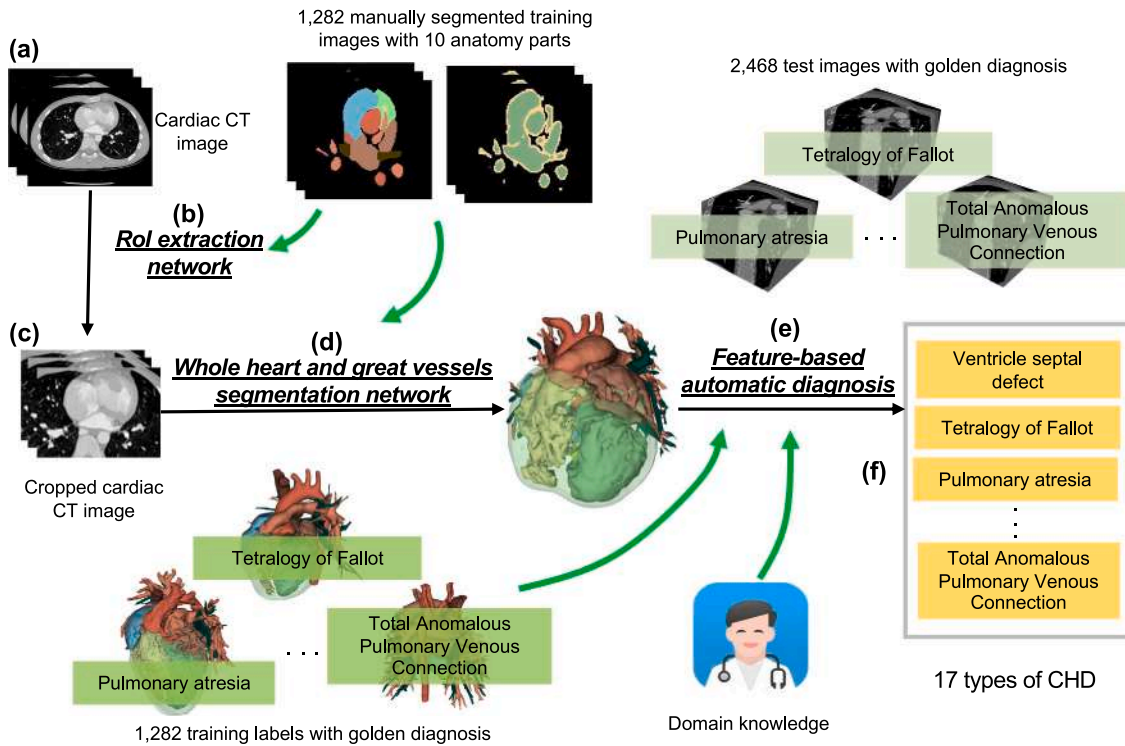 1,282 manually segmented training
images with 10 anatomy parts
(a)
Cardiac CT
image
2,468 test images with golden diagnosis
Tetralogy of Fallot
Pulmonary atresia
. . .
Total Anomalous
Pulmonary Venous
Connection
(b)
RoI extraction
network
(c)
Cropped cardiac
CT image
(d)
Whole heart and great vessels
segmentation network
(e)
Feature-based
automatic diagnosis
(f)
Ventricle septal
defect
Tetralogy of Fallot
Pulmonary atresia
Total Anomalous
Pulmonary Venous
Connection
17 types of CHD
Tetralogy of Fallot
Pulmonary atresia
. . .
Total Anomalous
Pulmonary Venous
Connection
1,282 training labels with golden diagnosis
Domain knowledge